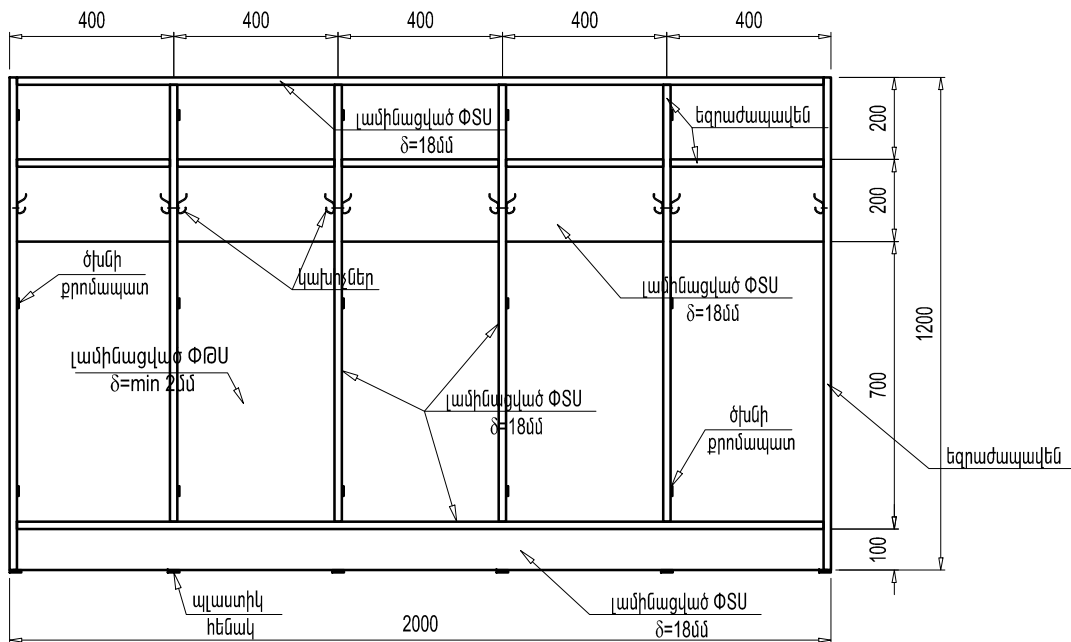 400 400 400 400 400
լամինացված ՓՏՍ
δ=18մմ
եզրաժապավեն
200
200
ծխնի
քրոմապատ
կախիչներ
լամինացված ՓՏՍ
δ=18մմ
1200
լամինացված ՓԹՍ
δ=min 2մմ
700
լամինացված ՓՏՍ
δ=18մմ
ծխնի
քրոմապատ
եզրաժապավեն
100
պլաստիկ
հենակ
2000
լամինացված ՓՏՍ
δ=18մմ